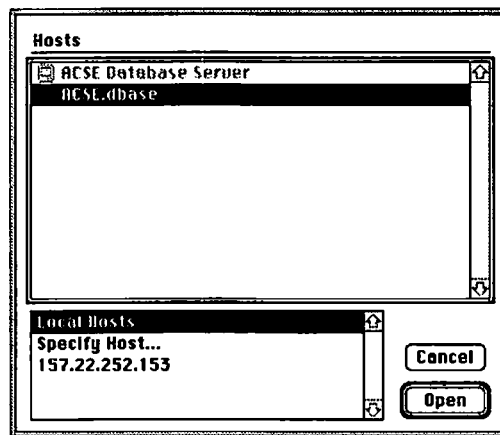 Hosts
ACSE Database Server
ACSE.dbase
Local Hosts
Specify Host...
157.22.252.153
Cancel
Open